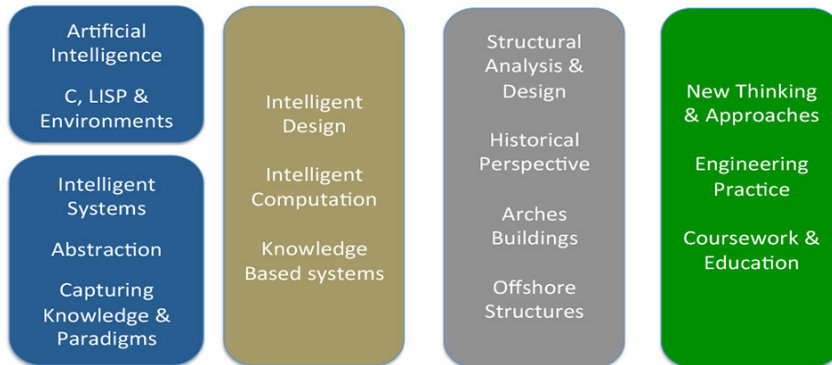 Artificial
Intelligence
C, LISP &
Environments
Intelligent
Systems
Abstraction
Capturing
Knowledge &
Paradigms
Intelligent
Design
Intelligent
Computation
Knowledge
Based systems
Structural
Analysis &
Design
Historical
Perspective
Arches
Buildings
Offshore
Structures
New Thinking
& Approaches
Engineering
Practice
Coursework &
Education